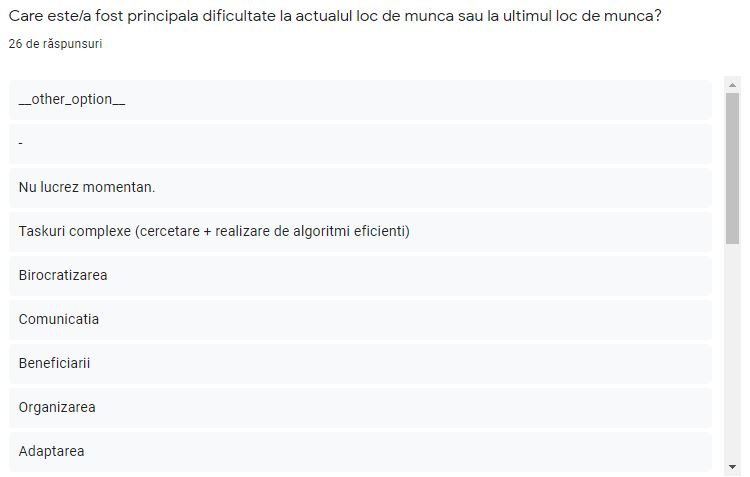 Care este/a fost principala dificultate la actualul loc de munca sau la ultimul loc de munca?
26 de răspunsuri
__other_option__
-
Nu lucrez momentan.
Taskuri complexe (cercetare + realizare de algoritmi eficienti)
Birocratizarea
Comunicatia
Beneficiarii
Organizarea
Adaptarea